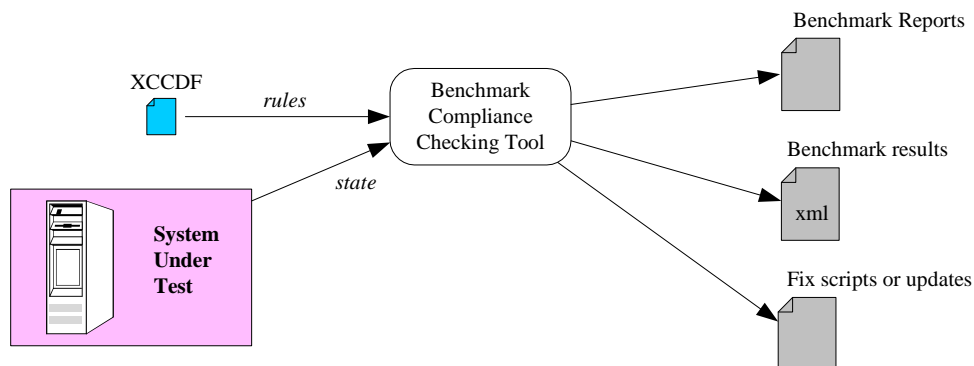 Benchmark Reports
XCCDF
rules
Benchmark
Compliance
Checking Tool
state
Benchmark results
xml
System
Under
Test
Fix scripts or updates